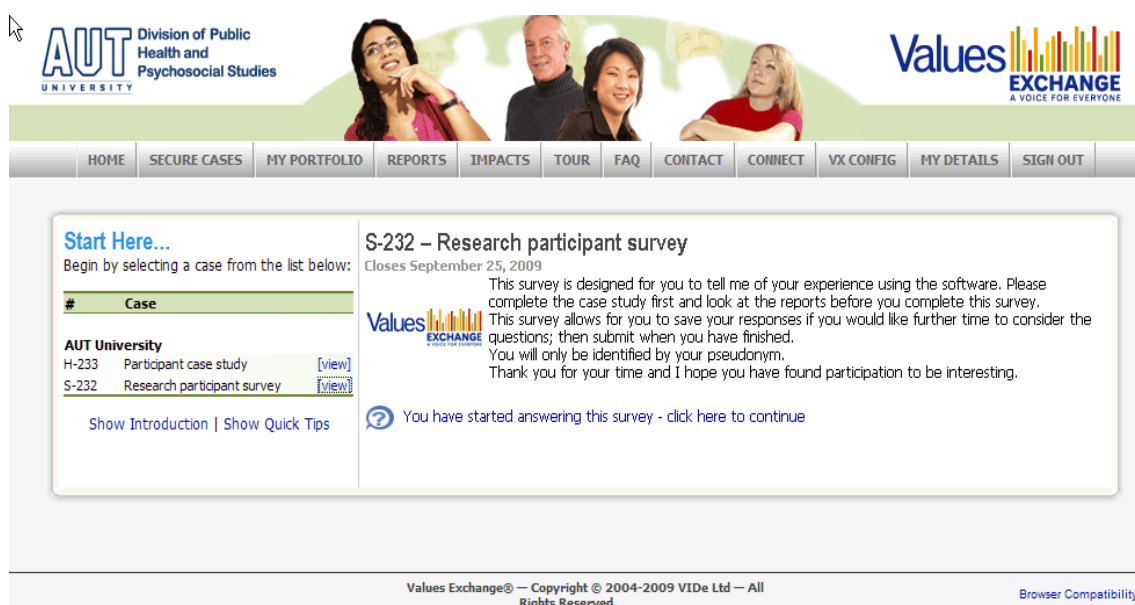 AUT
UNIVERSITY
Division of Public
Health and
Psychosocial Studies
Values
EXCHANGE
A VOICE FOR EVERYONE
HOME SECURE CASES MY PORTFOLIO REPORTS IMPACTS TOUR FAQ CONTACT CONNECT VX CONFIG MY DETAILS SIGN OUT
Start Here...
Begin by selecting a case from the list below:
# Case
AUT University
H-233 Participant case study [view]
S-232 Research participant survey [view]
Show Introduction | Show Quick Tips
S-232 – Research participant survey
Closes September 25, 2009
Values
EXCHANGE
A VOICE FOR EVERYONE
This survey is designed for you to tell me of your experience using the software. Please
complete the case study first and look at the reports before you complete this survey.
This survey allows for you to save your responses if you would like further time to consider the
questions; then submit when you have finished.
You will only be identified by your pseudonym.
Thank you for your time and I hope you have found participation to be interesting.
You have started answering this survey - click here to continue
Values Exchange® — Copyright © 2004-2009 VIDe Ltd — All
Rights Reserved.
Browser Compatibility